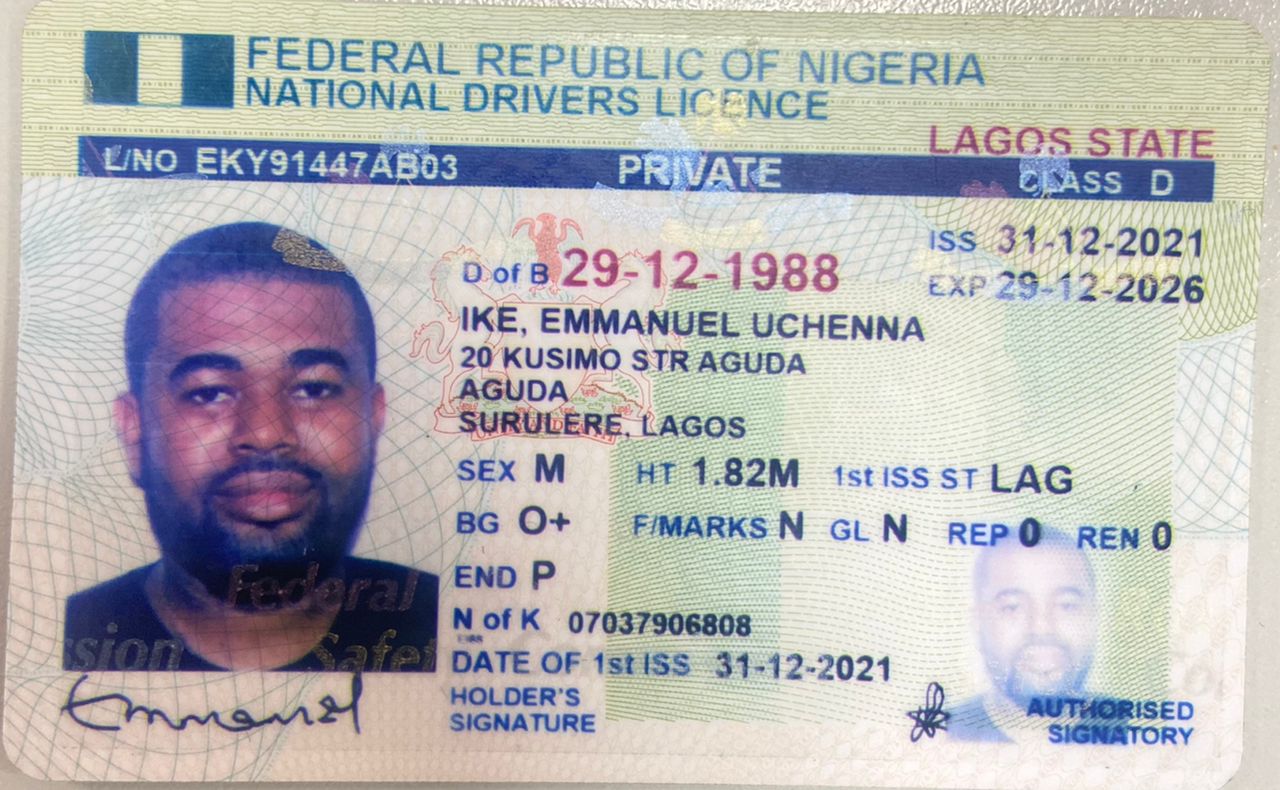 FEDERAL REPUBLIC OF NIGERIA
NATIONAL DRIVERS LICENCE
LAGOS STATE
L/NO EKY91447AB03 PRIVATE CLASS D
ISS 31-12-2021
D of B 29-12-1988
EXP 29-12-2026
IKE, EMMANUEL UCHENNA
20 KUSIMO STR AGUDA
AGUDA
SURULERE, LAGOS
SEX M HT 1.82M 1st ISS ST LAG
BG O+ F/MARKS N GL N REP 0 REN 0
END P
N of K 07037906808
DATE OF 1st ISS 31-12-2021
Federal
ssion Safet
Emmanuel
HOLDER'S
SIGNATURE
AUTHORISED
SIGNATORY